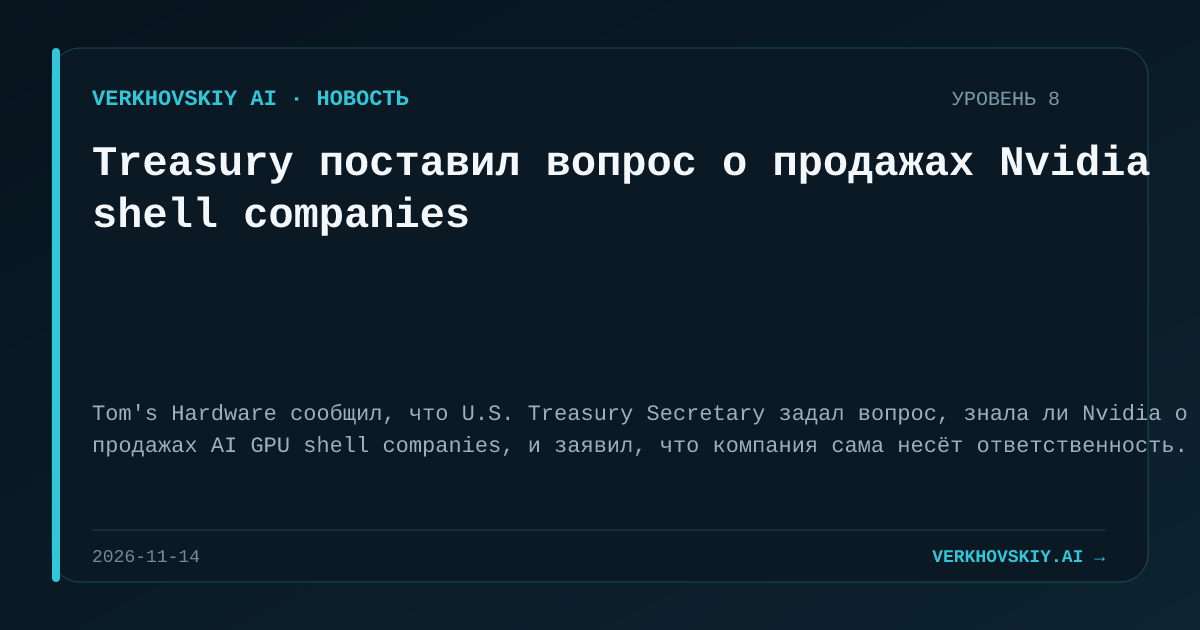 VERKHOVSKIY AI · НОВОСТЬ
УРОВЕНЬ 8
Treasury поставил вопрос о продажах Nvidia
shell companies
Tom's Hardware сообщил, что U.S. Treasury Secretary задал вопрос, знала ли Nvidia о
продажах AI GPU shell companies, и заявил, что компания сама несёт ответственность.
2026-11-14
VERKHOVSKIY.AI →